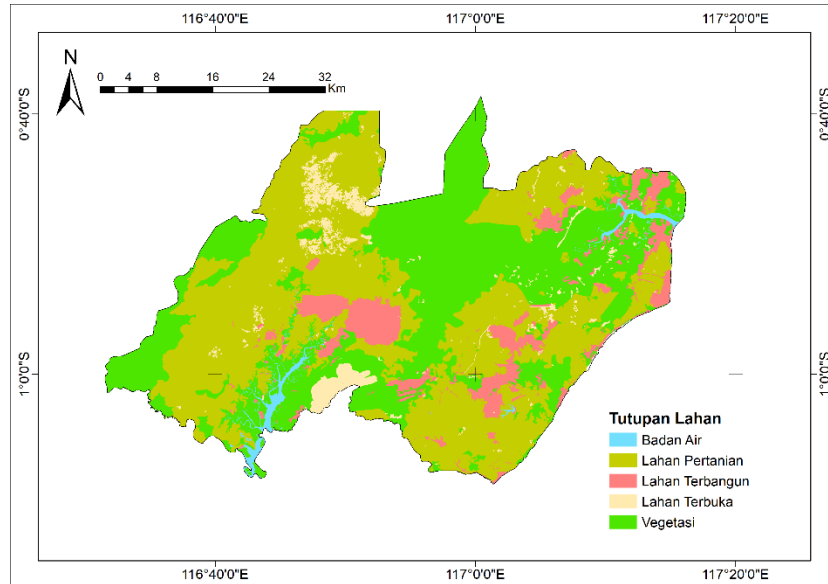 116°40'0"E 117°0'0"E 117°20'0"E
N
0 4 8 16 24 32
Km
0°40'0"S 0°40'0"S
1°0'0"S 1°0'0"S
Tutupan Lahan
Badan Air
Lahan Pertanian
Lahan Terbangun
Lahan Terbuka
Vegetasi
116°40'0"E 117°0'0"E 117°20'0"E